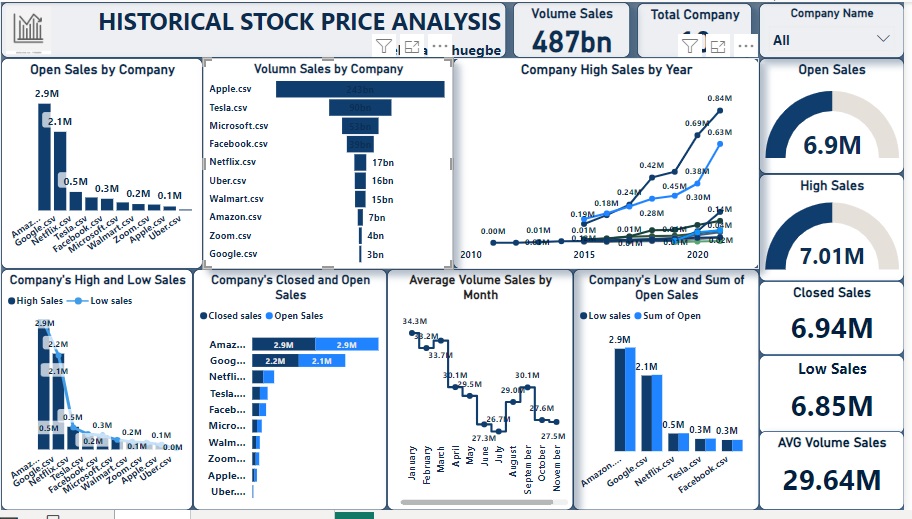 HISTORICAL STOCK PRICE ANALYSIS
huegbe
Volume Sales
487bn
Total Company
Company Name
All
Open Sales by Company
2.9M
2.1M
0.5M
0.3M
0.2M
0.1M
Amaz...
Google.csv
Netflix.csv
Tesla.csv
Facebook.csv
Microsoft.csv
Walmart.csv
Zoom.csv
Apple.csv
Uber.csv
Volumn Sales by Company
Apple.csv
Tesla.csv
Microsoft.csv
Facebook.csv
Netflix.csv 17bn
Uber.csv 16bn
Walmart.csv 15bn
Amazon.csv 7bn
Zoom.csv 4bn
Google.csv 3bn
Company High Sales by Year
0.84M
0.69M
0.63M
0.42M
0.38M
0.45M
0.24M
0.30M
0.19M
0.18M
0.28M
0.14M
0.00M
0.01M
0.01M
0.01M
2010
2015
2020
Open Sales
6.9M
High Sales
7.01M
Closed Sales
6.94M
Low Sales
6.85M
AVG Volume Sales
29.64M
Company's High and Low Sales
High Sales Low sales
2.9M
2.2M
2.1M
0.5M
0.5M
0.3M
0.2M
0.2M
0.1M
0.1M
0.0M
Amaz...
Google.csv
Netflix.csv
Tesla.csv
Facebook.csv
Microsoft.csv
Walmart.csv
Zoom.csv
Apple.csv
Uber.csv
Company's Closed and Open
Sales
Closed sales Open Sales
Amaz... 2.9M 2.9M
Goog... 2.2M 2.1M
Netfli...
Tesla....
Faceb...
Micro...
Walm...
Zoom...
Apple...
Uber....
Average Volume Sales by
Month
34.3M
33.2M
33.7M
30.1M
29.5M
27.3M
26.7M
29.0M
30.1M
27.6M
27.5M
January
February
March
April
May
June
July
August
September
October
November
Company's Low and Sum of
Open Sales
Low sales Sum of Open
2.9M
2.1M
0.5M
0.3M
0.3M
Amazon....
Google.csv
Netflix.csv
Tesla.csv
Facebook.csv